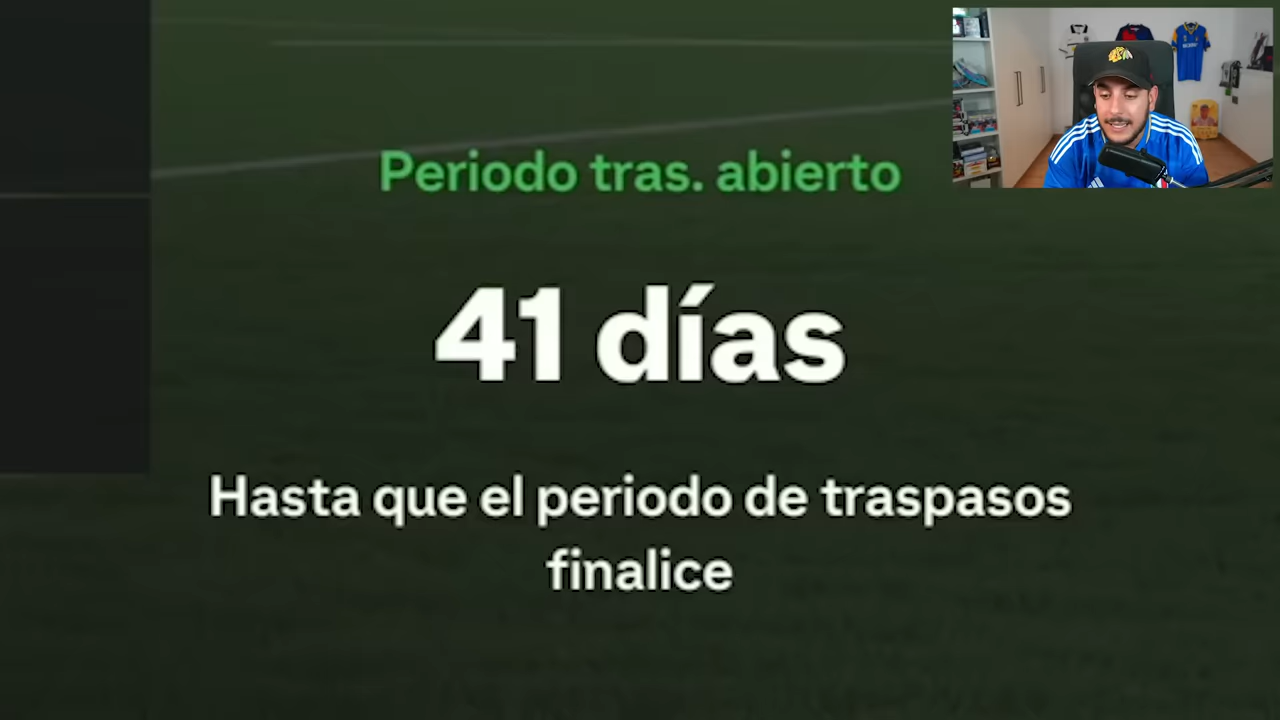 Periodo tras. abierto
41 días
Hasta que el periodo de traspasos
finalice